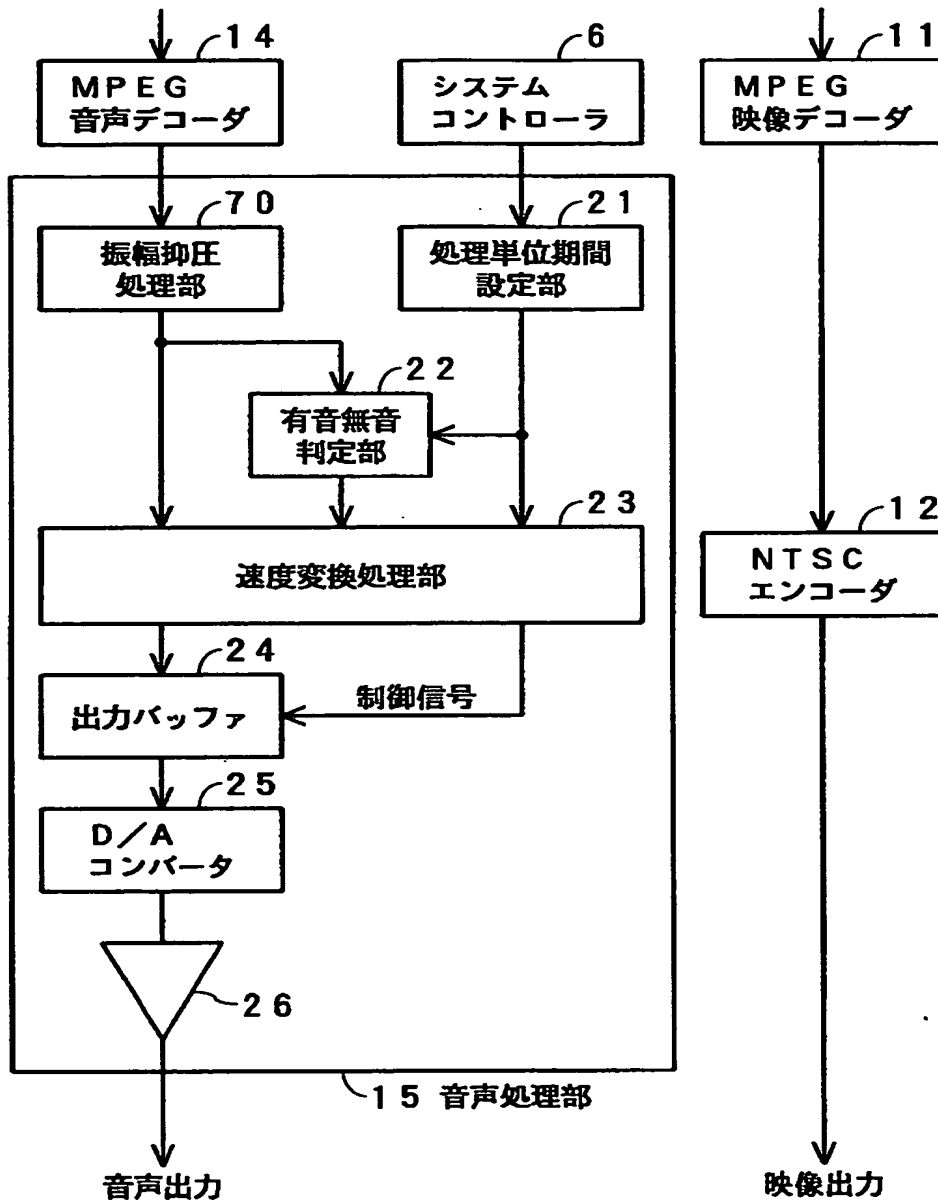 14
MPEG
音声デコーダ
6
システム
コントローラ
11
MPEG
映像デコーダ
70
振幅抑圧
処理部
21
処理単位期間
設定部
22
有音無音
判定部
23
速度変換処理部
12
NTSC
エンコーダ
24
出力バッファ
制御信号
25
D/A
コンバータ
26
15 音声処理部
音声出力
映像出力